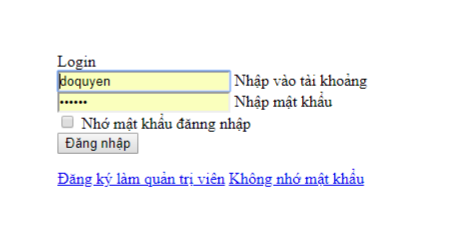 Login
doquyen Nhập vào tài khoảng
•••••• Nhập mật khẩu
Nhớ mật khẩu đănng nhập
Đăng nhập
Đăng ký làm quản trị viên Không nhớ mật khẩu